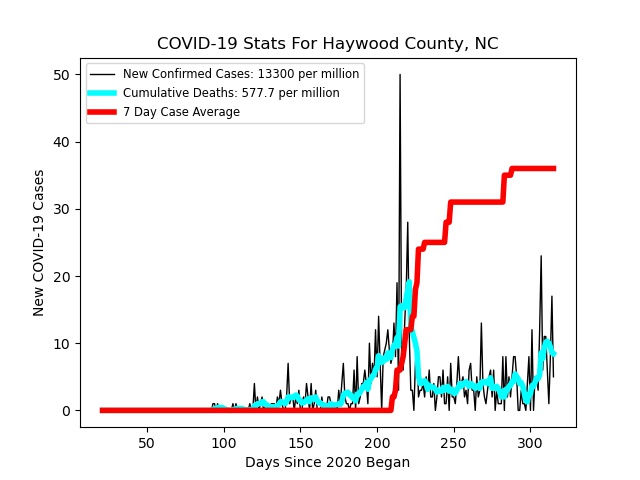 COVID-19 Stats For Haywood County, NC
New Confirmed Cases: 13300 per million
Cumulative Deaths: 577.7 per million
7 Day Case Average
New COVID-19 Cases
50
40
30
20
10
0
50 100 150 200 250 300
Days Since 2020 Began